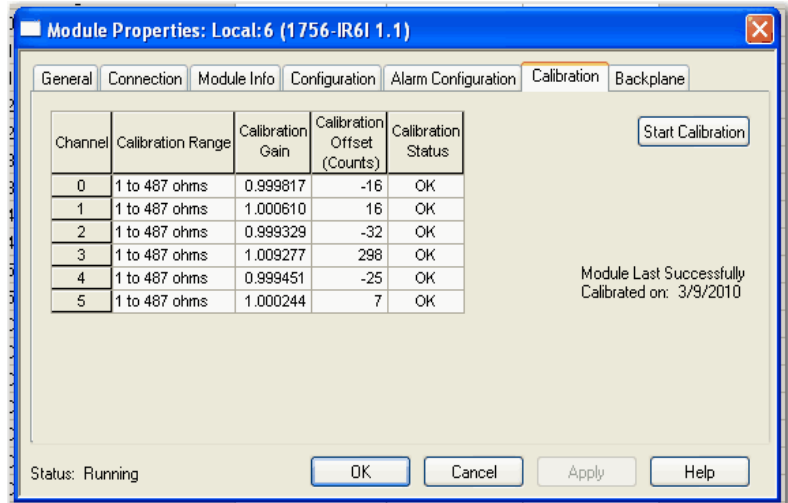 Module Properties: Local:6 (1756-IR6I 1.1)
General Connection Module Info Configuration Alarm Configuration Calibration Backplane
Channel Calibration Range Calibration Gain Calibration Offset (Counts) Calibration Status
Start Calibration
0 1 to 487 ohms 0.999817 -16 OK
1 1 to 487 ohms 1.000610 16 OK
2 1 to 487 ohms 0.999329 -32 OK
3 1 to 487 ohms 1.009277 298 OK
4 1 to 487 ohms 0.999451 -25 OK
5 1 to 487 ohms 1.000244 7 OK
Module Last Successfully
Calibrated on: 3/9/2010
Status: Running
OK Cancel Apply Help